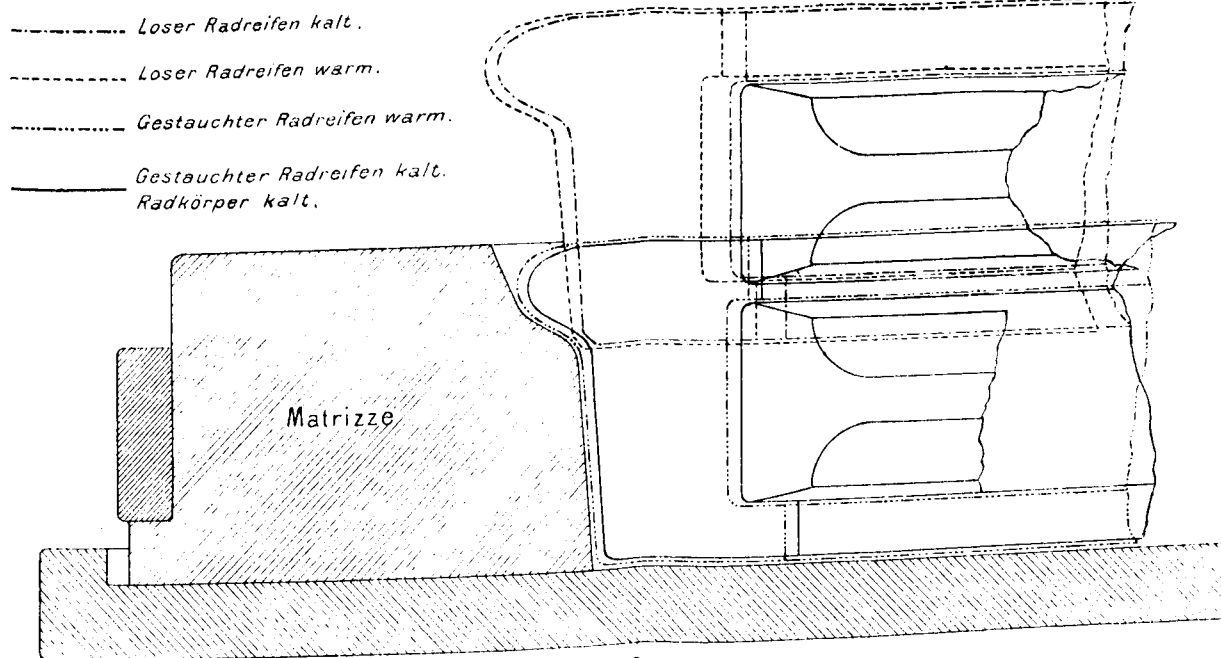 Loser Radreifen kalt.
Loser Radreifen warm.
Gestauchter Radreifen warm.
Gestauchter Radreifen kalt.
Radkörper kalt.
Matrizze